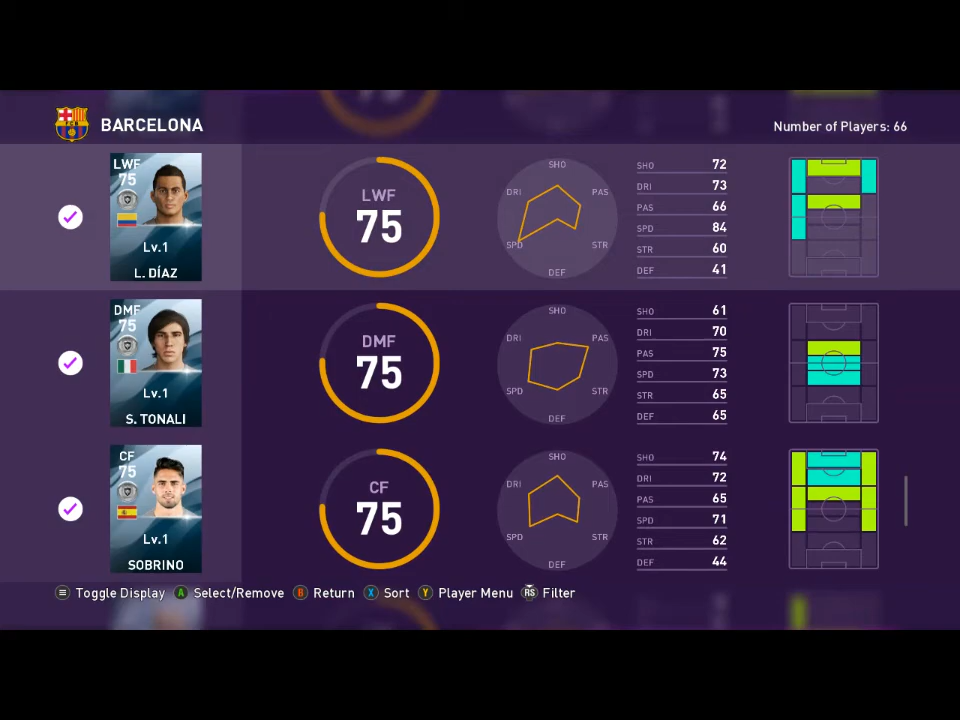 BARCELONA
Number of Players: 66
LWF
75
Lv.1
L. DÍAZ
LWF
75
SHO
PAS
STR
DEF
SPD
DRI
SHO 72
DRI 73
PAS 66
SPD 84
STR 60
DEF 41
DMF
75
Lv.1
S. TONALI
DMF
75
SHO
PAS
STR
DEF
SPD
DRI
SHO 61
DRI 70
PAS 75
SPD 73
STR 65
DEF 65
CF
75
Lv.1
SOBRINO
CF
75
SHO
PAS
STR
DEF
SPD
DRI
SHO 74
DRI 72
PAS 65
SPD 71
STR 62
DEF 44
Toggle Display A Select/Remove B Return X Sort Y Player Menu RS Filter